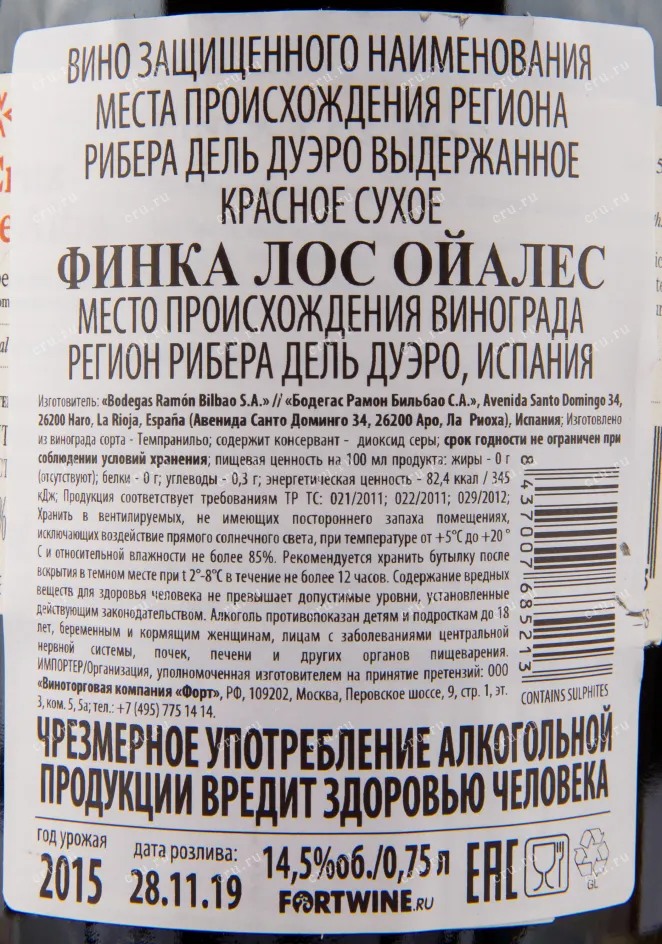 ВИНО ЗАЩИЩЕННОГО НАИМЕНОВАНИЯ
МЕСТА ПРОИСХОЖДЕНИЯ РЕГИОНА
РИБЕРА ДЕЛЬ ДУЭРО ВЫДЕРЖАННОЕ
КРАСНОЕ СУХОЕ
ФИНКА ЛОС ОЙАЛЕС
МЕСТО ПРОИСХОЖДЕНИЯ ВИНОГРАДА
РЕГИОН РИБЕРА ДЕЛЬ ДУЭРО, ИСПАНИЯ
Изготовитель: «Bodegas Ramón Bilbao S.A.» // «Бодегас Рамон Бильбао С.А.», Avenida Santo Domingo 34,
26200 Haro, La Rioja, España (Авенида Санто Доминго 34, 26200 Аро, Ла Риоха), Испания; Изготовлено
из винограда сорта - Темпранильо; содержит консервант - диоксид серы; срок годности не ограничен при
соблюдении условий хранения; пищевая ценность на 100 мл продукта: жиры - 0 г
(отсутствуют); белки - 0 г; углеводы - 0,3 г; энергетическая ценность - 82,4 ккал / 345
кДж; Продукция соответствует требованиям ТР ТС: 021/2011; 022/2011; 029/2012;
Хранить в вентилируемых, не имеющих постороннего запаха помещениях,
исключающих воздействие прямого солнечного света, при температуре от +5°C до +20 °
С и относительной влажности не более 85%. Рекомендуется хранить бутылку после
вскрытия в темном месте при t 2°-8°C в течение не более 12 часов. Содержание вредных
веществ для здоровья человека не превышает допустимые уровни, установленные
действующим законодательством. Алкоголь противопоказан детям и подросткам до 18
лет, беременным и кормящим женщинам, лицам с заболеваниями центральной
нервной системы, почек, печени и других органов пищеварения.
ИМПОРТЕР/Организация, уполномоченная изготовителем на принятие претензий: ООО
«Виноторговая компания «Форт», РФ, 109202, Москва, Перовское шоссе, 9, стр. 1, эт.
3, ком. 5, 5а; тел.: +7 (495) 775 14 14.
8437007685213
CONTAINS SULPHITES
ЧРЕЗМЕРНОЕ УПОТРЕБЛЕНИЕ АЛКОГОЛЬНОЙ
ПРОДУКЦИИ ВРЕДИТ ЗДОРОВЬЮ ЧЕЛОВЕКА
год урожая
2015
дата розлива:
28.11.19
14,5%об./0,75 л
FORTWINE.RU
ЕАС
GL
cru.ru